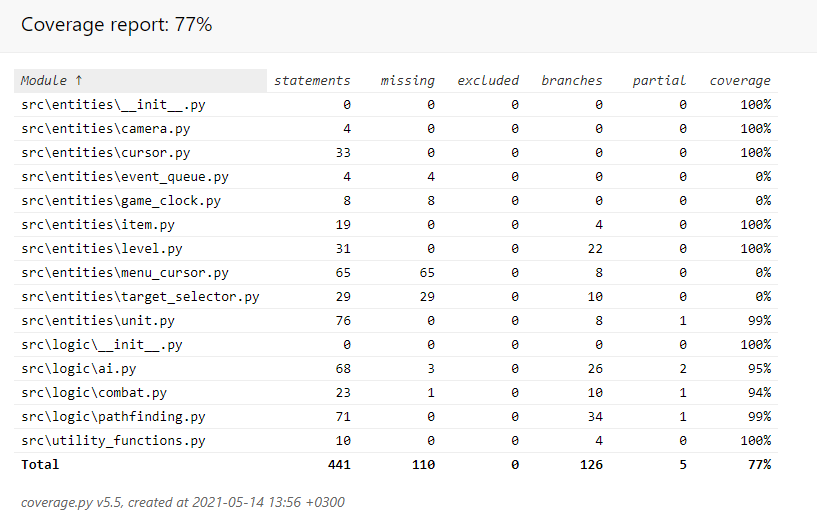 Coverage report: 77%
Module ↑ statements missing excluded branches partial coverage
src\entities\__init__.py 0 0 0 0 0 100%
src\entities\camera.py 4 0 0 0 0 100%
src\entities\cursor.py 33 0 0 0 0 100%
src\entities\event_queue.py 4 4 0 0 0 0%
src\entities\game_clock.py 8 8 0 0 0 0%
src\entities\item.py 19 0 0 4 0 100%
src\entities\level.py 31 0 0 22 0 100%
src\entities\menu_cursor.py 65 65 0 8 0 0%
src\entities\target_selector.py 29 29 0 10 0 0%
src\entities\unit.py 76 0 0 8 1 99%
src\logic\__init__.py 0 0 0 0 0 100%
src\logic\ai.py 68 3 0 26 2 95%
src\logic\combat.py 23 1 0 10 1 94%
src\logic\pathfinding.py 71 0 0 34 1 99%
src\utility_functions.py 10 0 0 4 0 100%
Total 441 110 0 126 5 77%
coverage.py v5.5, created at 2021-05-14 13:56 +0300